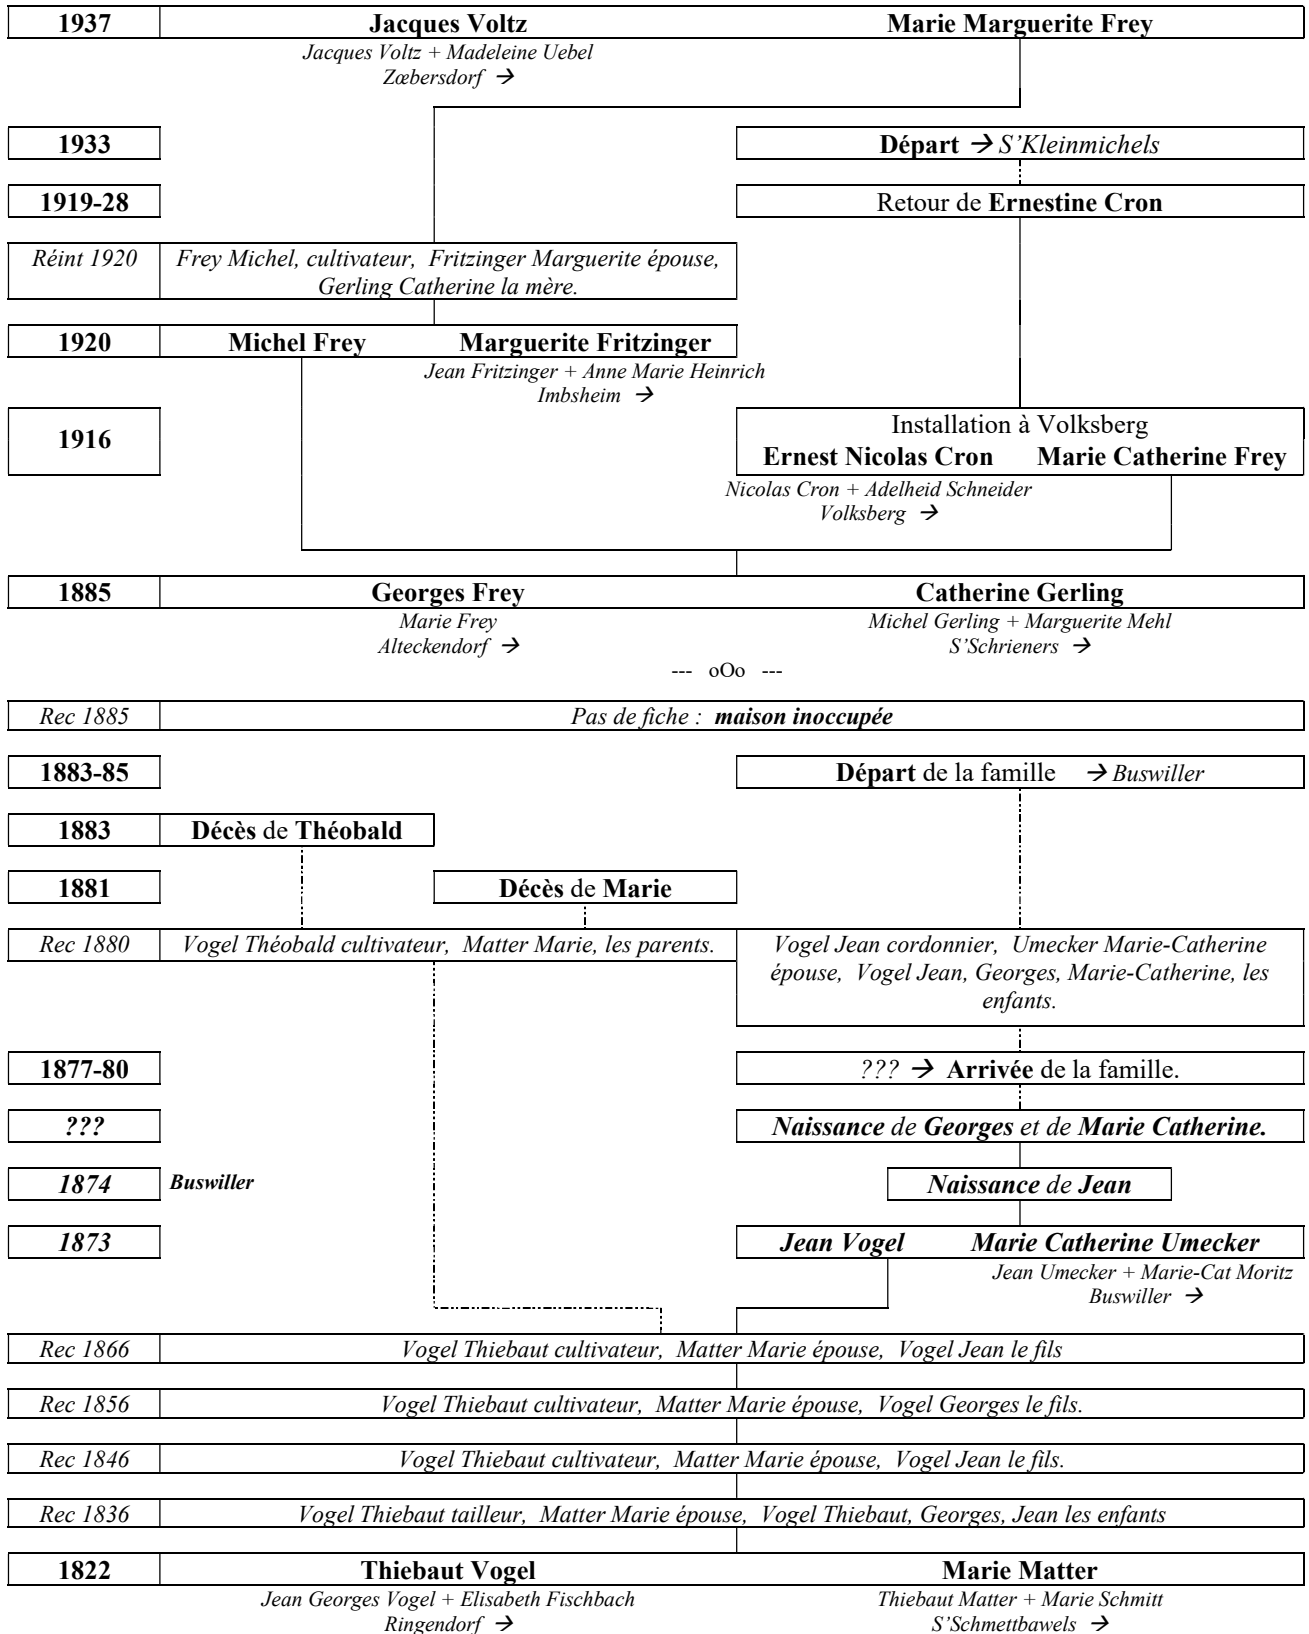 1937 Jacques Voltz Marie Marguerite Frey
Jacques Voltz + Madeleine Uebel
Zœbersdorf →
1933 Départ → S'Kleinmichels
1919-28 Retour de Ernestine Cron
Réint 1920 Frey Michel, cultivateur, Fritzinger Marguerite épouse,
Gerling Catherine la mère.
1920 Michel Frey Marguerite Fritzinger
Jean Fritzinger + Anne Marie Heinrich
Imbsheim →
1916 Installation à Volksberg
Ernest Nicolas Cron Marie Catherine Frey
Nicolas Cron + Adelheid Schneider
Volksberg →
1885 Georges Frey Catherine Gerling
Marie Frey Michel Gerling + Marguerite Mehl
Alteckendorf → S'Schrieners →
--- oOo ---
Rec 1885 Pas de fiche : maison inoccupée
1883-85 Départ de la famille → Buswiller
1883 Décès de Théobald
1881 Décès de Marie
Rec 1880 Vogel Théobald cultivateur, Matter Marie, les parents. Vogel Jean cordonnier, Umecker Marie-Catherine
épouse, Vogel Jean, Georges, Marie-Catherine, les
enfants.
1877-80 ??? → Arrivée de la famille.
??? Naissance de Georges et de Marie Catherine.
1874 Buswiller Naissance de Jean
1873 Jean Vogel Marie Catherine Umecker
Jean Umecker + Marie-Cat Moritz
Buswiller →
Rec 1866 Vogel Thiebaut cultivateur, Matter Marie épouse, Vogel Jean le fils
Rec 1856 Vogel Thiebaut cultivateur, Matter Marie épouse, Vogel Georges le fils.
Rec 1846 Vogel Thiebaut cultivateur, Matter Marie épouse, Vogel Jean le fils.
Rec 1836 Vogel Thiebaut tailleur, Matter Marie épouse, Vogel Thiebaut, Georges, Jean les enfants
1822 Thiebaut Vogel Marie Matter
Jean Georges Vogel + Elisabeth Fischbach Thiebaut Matter + Marie Schmitt
Ringendorf → S'Schmettbawels →